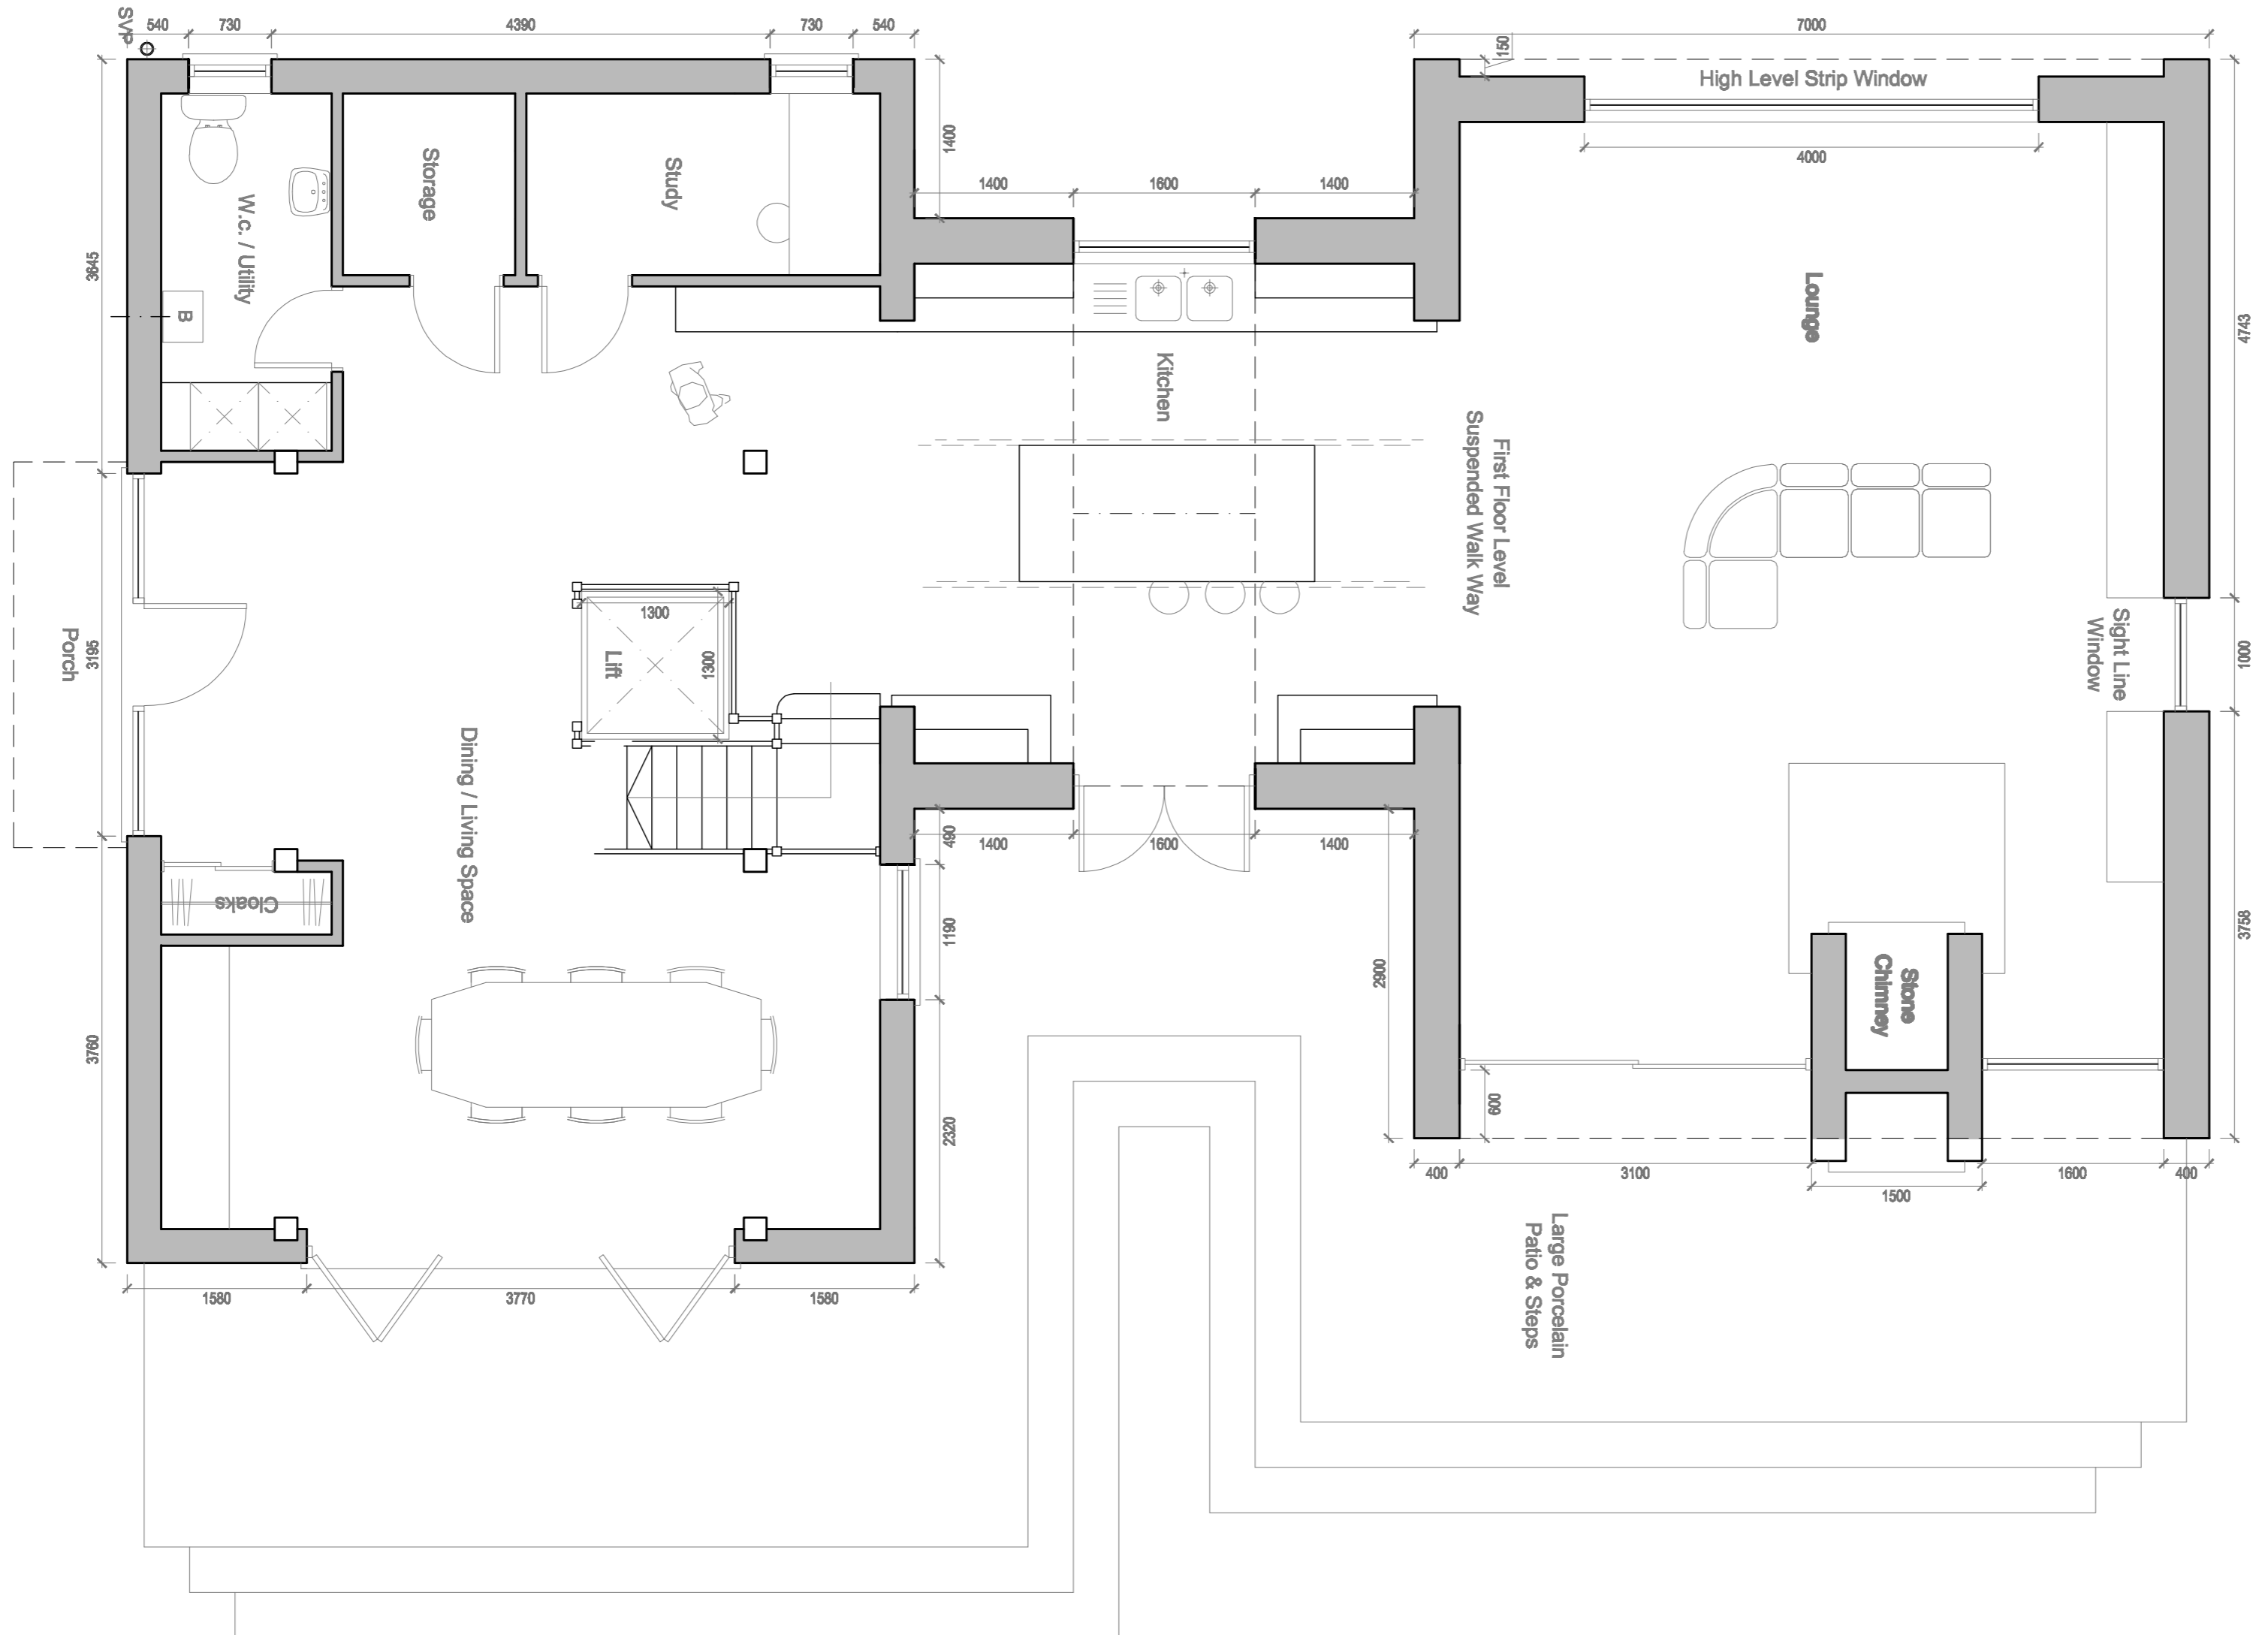 SVP
540
730
4390
730
540
7000
150
High Level Strip Window
4000
1400
1400
1600
1400
Storage
Study
W.c. / Utility
B
3645
Kitchen
Lounge
4743
First Floor Level
Suspended Walk Way
1300
1300
Lift
Sight Line
Window
1000
Porch
3195
Dining / Living Space
490
1400
1600
1400
Cloaks
1190
2900
Stone
Chimney
3758
3760
2320
600
400
3100
1500
1600
400
Large Porcelain
Patio & Steps
1580
3770
1580